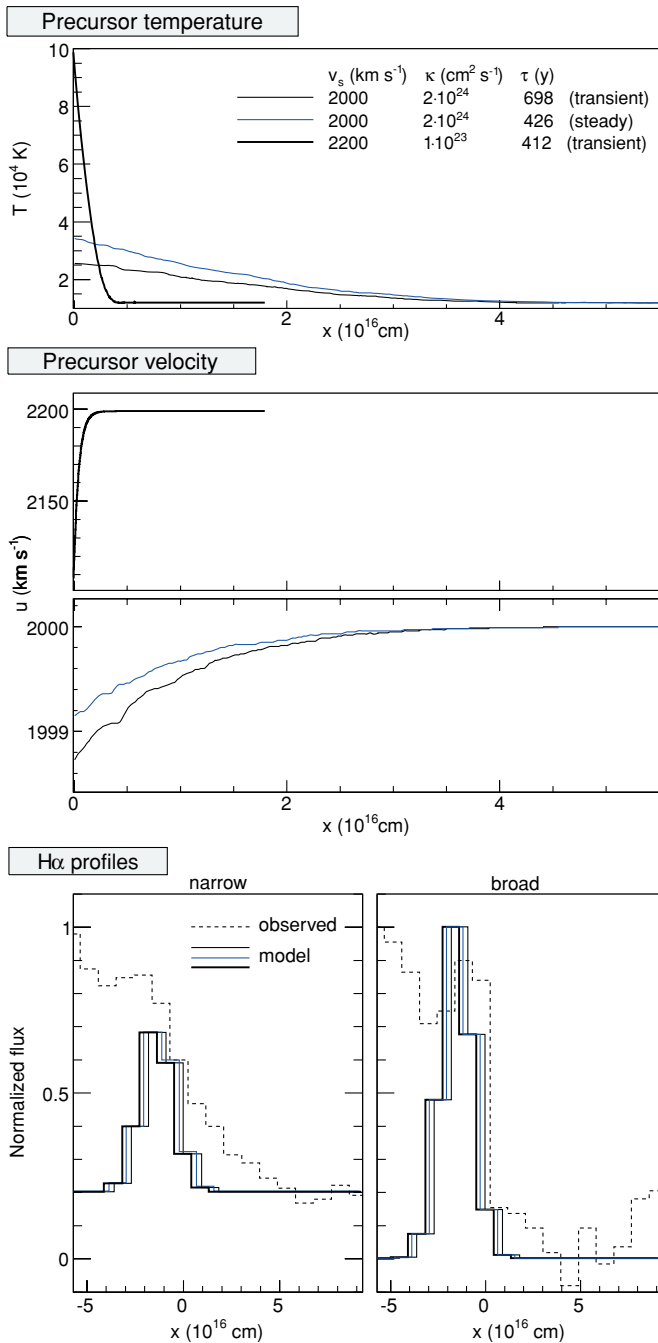 Precursor temperature
v_s (km s⁻¹) κ (cm² s⁻¹) τ (y)
2000 2·10²⁴ 698 (transient)
2000 2·10²⁴ 426 (steady)
2200 1·10²³ 412 (transient)
10
8
6
4
2
T (10⁴ K)
0 2 4
x (10¹⁶cm)
Precursor velocity
2200
2150
u (km s⁻¹)
2000
1999
0 2 4
x (10¹⁶cm)
Hα profiles
narrow
broad
observed
model
1
0.5
0
Normalized flux
-5 0 5
-5 0 5
x (10¹⁶ cm)
x (10¹⁶ cm)